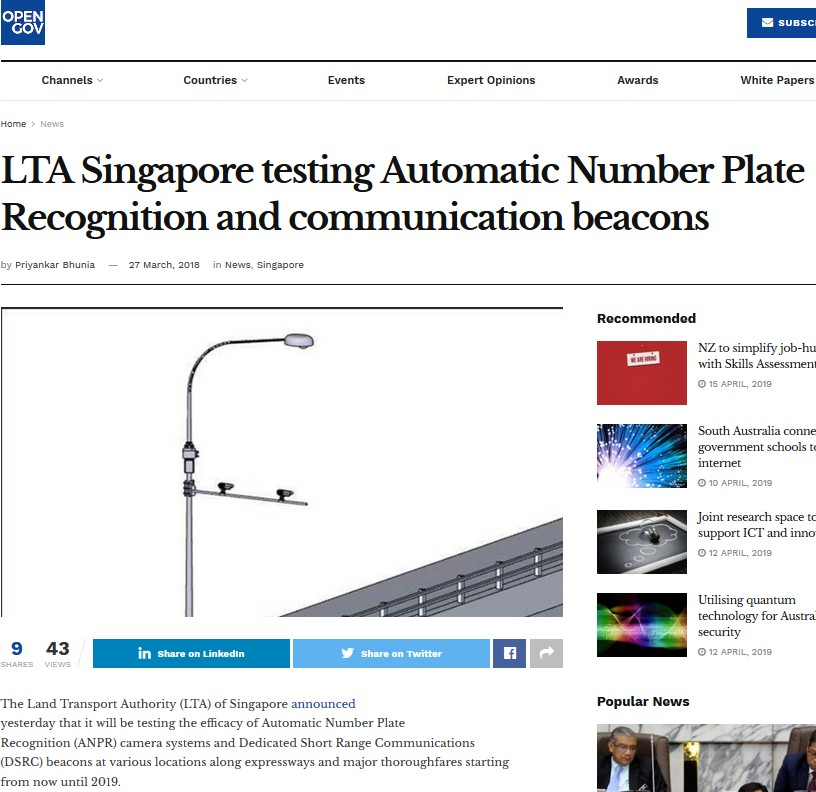 OPEN
GOV
SUBSC
Channels
Countries
Events
Expert Opinions
Awards
White Papers
Home > News
LTA Singapore testing Automatic Number Plate
Recognition and communication beacons
by Priyankar Bhunia — 27 March, 2018 in News, Singapore
9
SHARES
43
VIEWS
in Share on LinkedIn
Share on Twitter
The Land Transport Authority (LTA) of Singapore announced
yesterday that it will be testing the efficacy of Automatic Number Plate
Recognition (ANPR) camera systems and Dedicated Short Range Communications
(DSRC) beacons at various locations along expressways and major thoroughfares starting
from now until 2019.
Recommended
WE ARE HIRING
NZ to simplify job-hu
with Skills Assessment
15 APRIL, 2019
South Australia conne
government schools to
internet
10 APRIL, 2019
Joint research space to
support ICT and inno
12 APRIL, 2019
Utilising quantum
technology for Austral
security
12 APRIL, 2019
Popular News